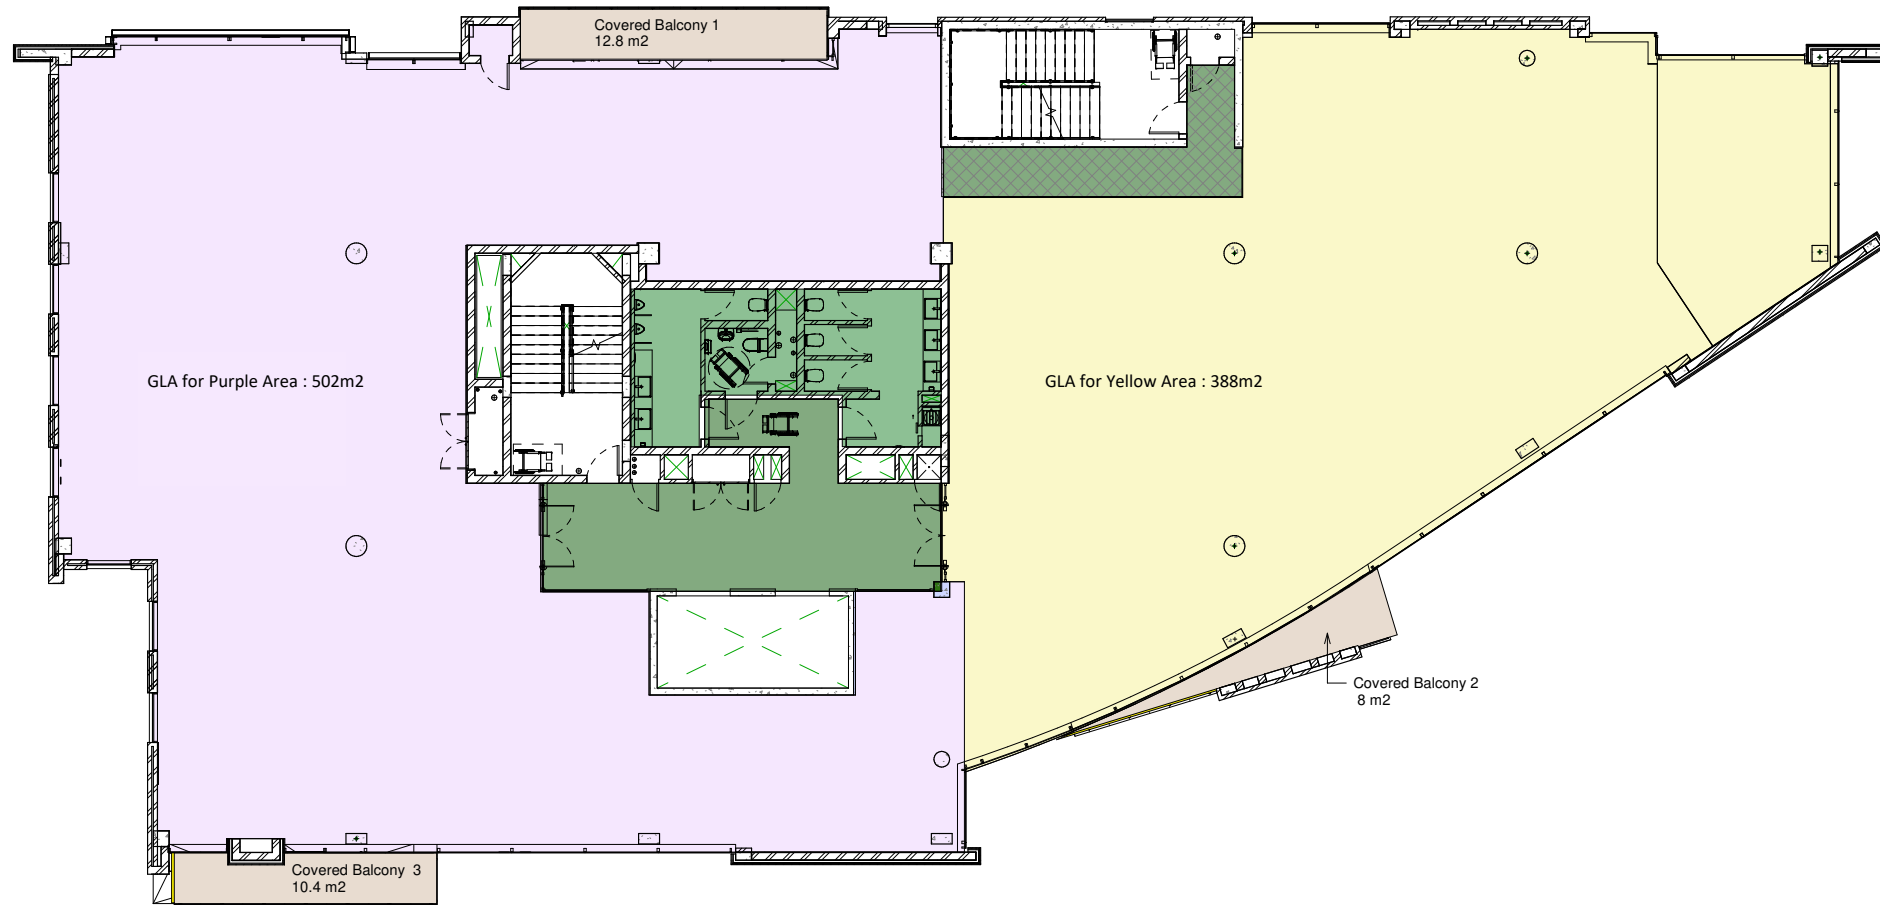 Covered Balcony 1
12.8 m2
GLA for Purple Area : 502m2
GLA for Yellow Area : 388m2
Covered Balcony 2
8 m2
Covered Balcony 3
10.4 m2